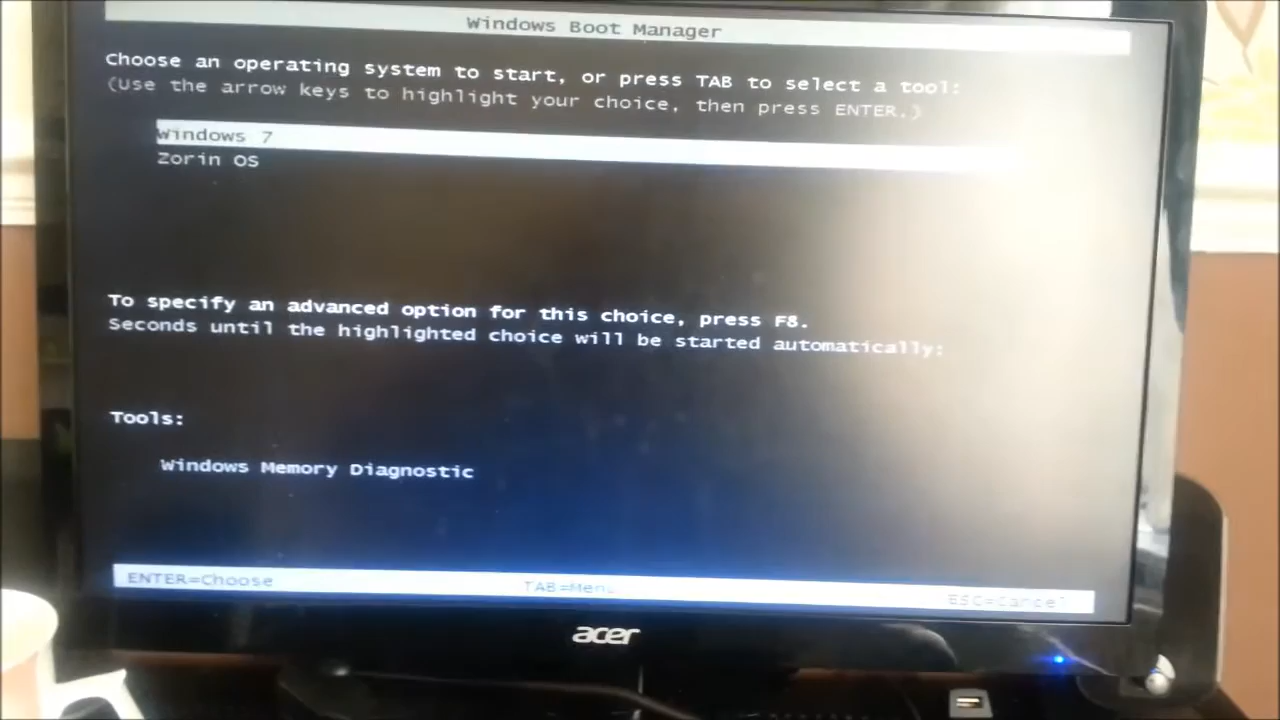 Windows Boot Manager
Choose an operating system to start, or press TAB to select a tool:
(Use the arrow keys to highlight your choice, then press ENTER.)
Windows 7
Zorin OS
To specify an advanced option for this choice, press F8.
Seconds until the highlighted choice will be started automatically:
Tools:
Windows Memory Diagnostic
ENTER=Choose TAB=Menu ESC=Cancel
acer